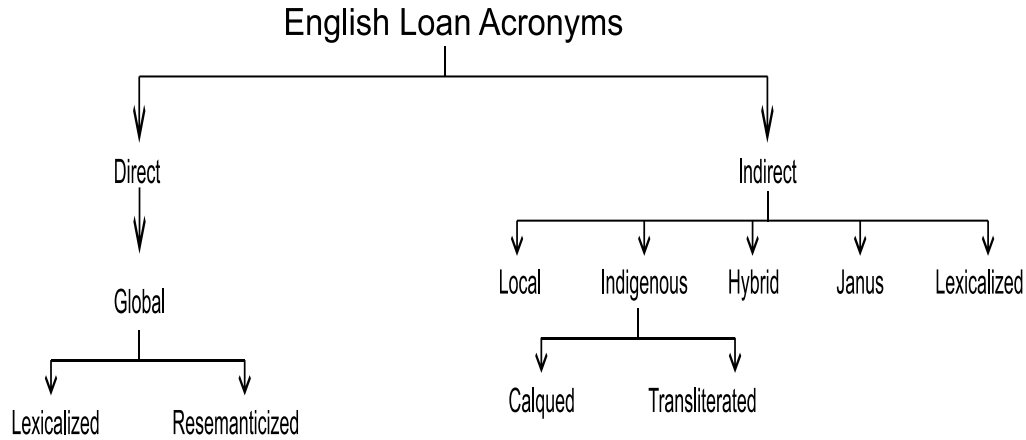 English Loan Acronyms
Direct
Indirect
Global
Local
Indigenous
Hybrid
Janus
Lexicalized
Lexicalized
Resemanticized
Calqued
Transliterated